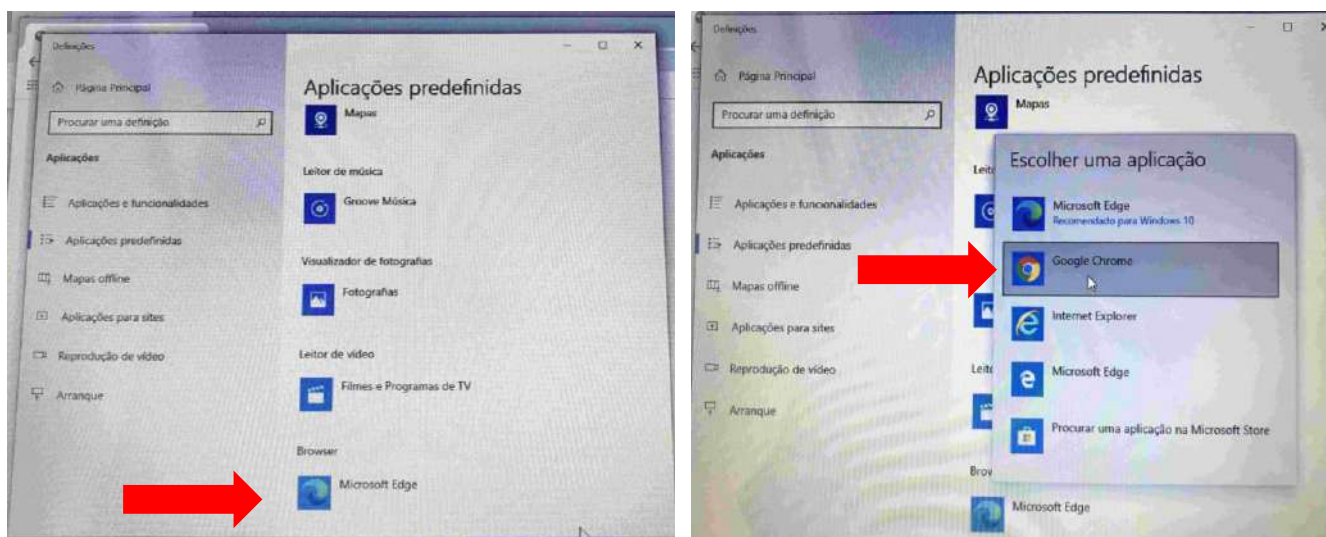 Definições
Página Principal
Procurar uma definição
Aplicações
Aplicações e funcionalidades
Aplicações predefinidas
Mapas offline
Aplicações para sites
Reprodução de vídeo
Arranque
Aplicações predefinidas
Mapas
Leitor de música
Groove Música
Visualizador de fotografias
Fotografias
Leitor de vídeo
Filmes e Programas de TV
Browser
Microsoft Edge
Definições
Página Principal
Procurar uma definição
Aplicações
Aplicações e funcionalidades
Aplicações predefinidas
Mapas offline
Aplicações para sites
Reprodução de vídeo
Arranque
Aplicações predefinidas
Mapas
Leit
Leit
Brow
Microsoft Edge
Escolher uma aplicação
Microsoft Edge
Recomendado para Windows 10
Google Chrome
Internet Explorer
Microsoft Edge
Procurar uma aplicação na Microsoft Store